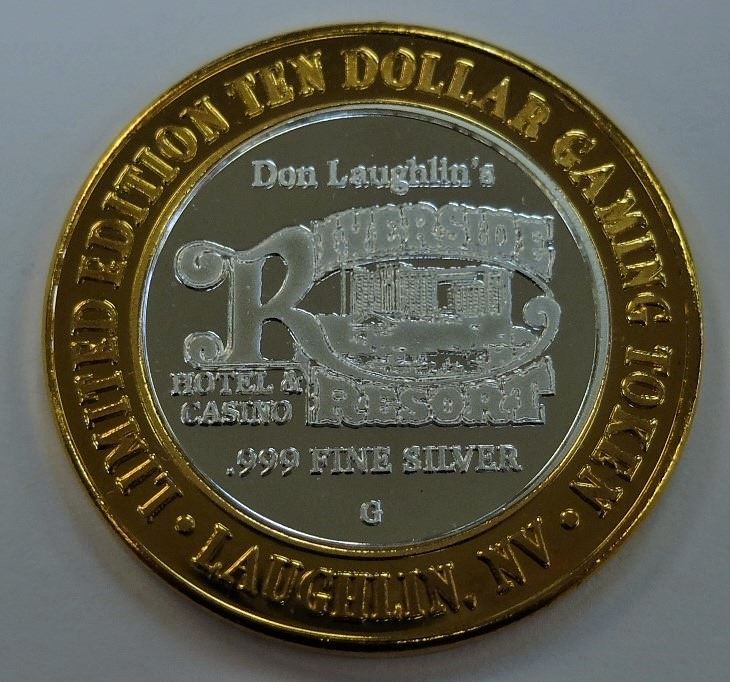 LIMITED EDITION TEN DOLLAR GAMING TOKEN
Don Laughlin's
RIVERSIDE
HOTEL &
CASINO
RESORT
.999 FINE SILVER
G
• LAUGHLIN, NV •